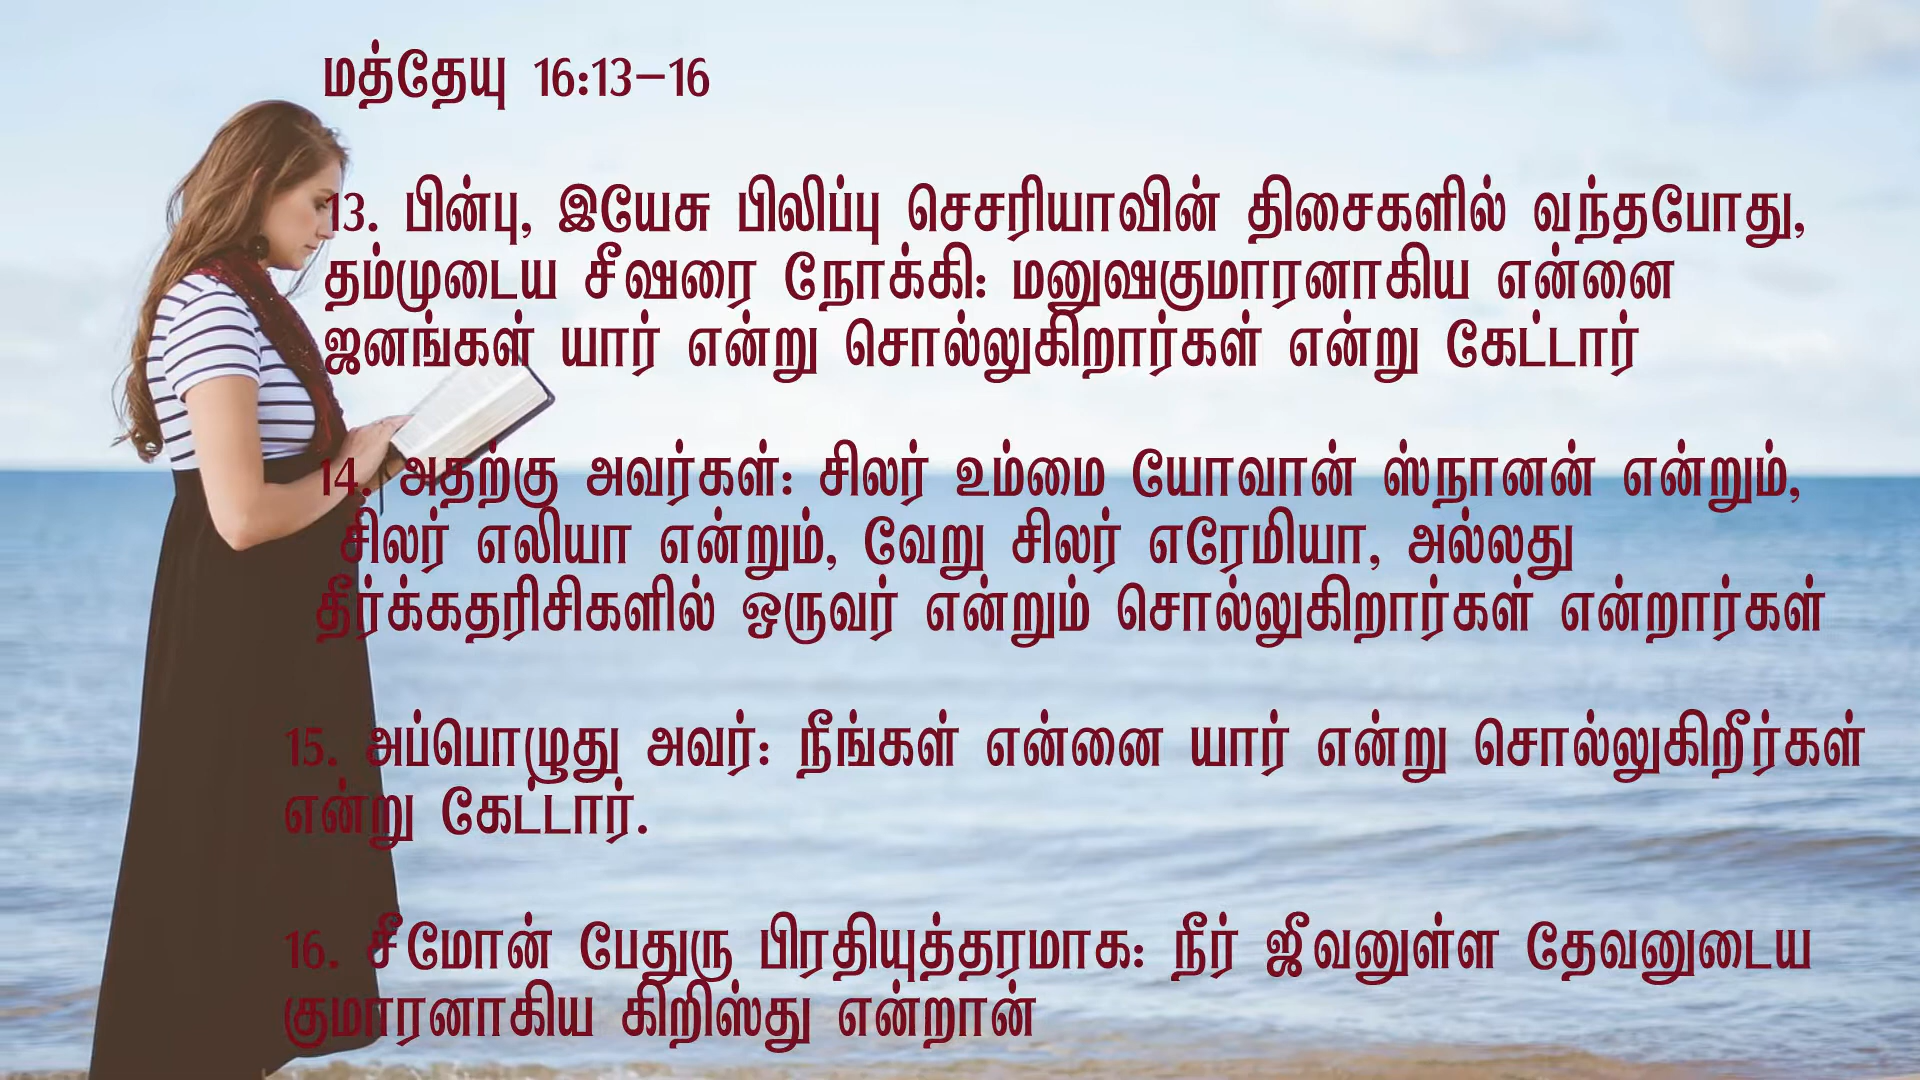 மத்தேயு 16:13-16
13. பின்பு, இயேசு பிலிப்பு செசரியாவின் திசைகளில் வந்தபோது,
தம்முடைய சீஷரை நோக்கி: மனுஷகுமாரனாகிய என்னை
ஜனங்கள் யார் என்று சொல்லுகிறார்கள் என்று கேட்டார்
14. அதற்கு அவர்கள்: சிலர் உம்மை யோவான் ஸ்நானன் என்றும்,
சிலர் எலியா என்றும், வேறு சிலர் எரேமியா, அல்லது
தீர்க்கதரிசிகளில் ஒருவர் என்றும் சொல்லுகிறார்கள் என்றார்கள்
15. அப்பொழுது அவர்: நீங்கள் என்னை யார் என்று சொல்லுகிறீர்கள்
என்று கேட்டார்.
16. சீமோன் பேதுரு பிரதியுத்தரமாக: நீர் ஜீவனுள்ள தேவனுடைய
குமாரனாகிய கிறிஸ்து என்றான்